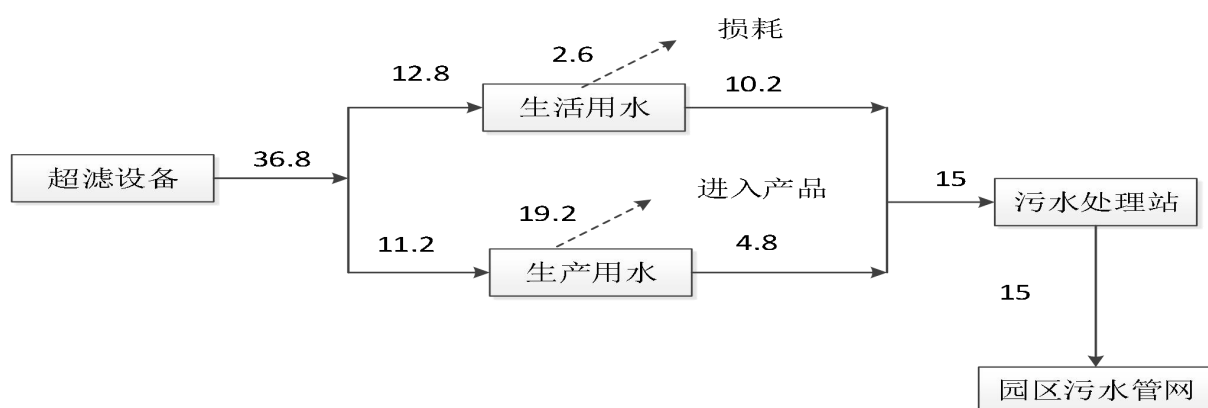 损耗
2.6
12.8
10.2
生活用水
36.8
超滤设备
进入产品
15
污水处理站
19.2
11.2
4.8
生产用水
15
园区污水管网